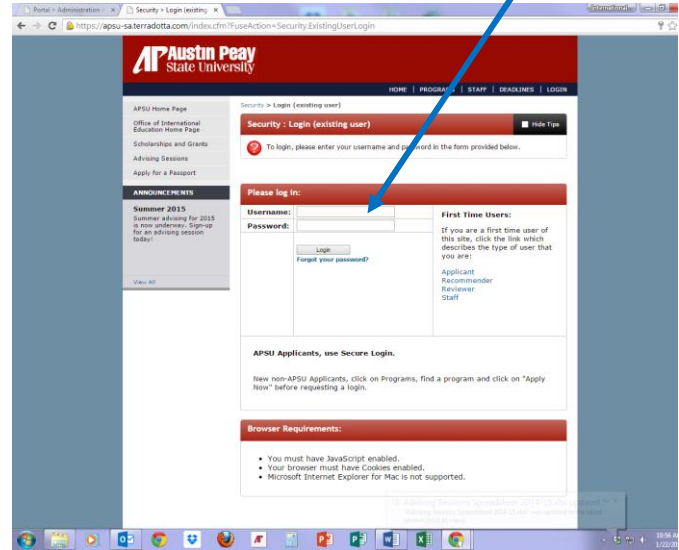 Portal > Administration
Security > Login (existing
https://apsu-sa.terradotta.com/index.cfm?FuseAction=Security.ExistingUserLogin
AP Austin Peay
State University
HOME | PROGRAMS | STAFF | DEADLINES | LOGIN
APSU Home Page
Office of International
Education Home Page
Scholarships and Grants
Advising Sessions
Apply for a Passport
ANNOUNCEMENTS
Summer 2015
Summer advising for 2015
is now underway. Sign-up
for an advising session
today!
View All
Security > Login (existing user)
Security : Login (existing user)
Hide Tips
To login, please enter your username and password in the form provided below.
Please log in:
Username:
Password:
Login
Forgot your password?
First Time Users:
If you are a first time user of
this site, click the link which
describes the type of user that
you are:
Applicant
Recommender
Reviewer
Staff
APSU Applicants, use Secure Login.
New non-APSU Applicants, click on Programs, find a program and click on "Apply
Now" before requesting a login.
Browser Requirements:
• You must have JavaScript enabled.
• Your browser must have Cookies enabled.
• Microsoft Internet Explorer for Mac is not supported.
10:56 AM